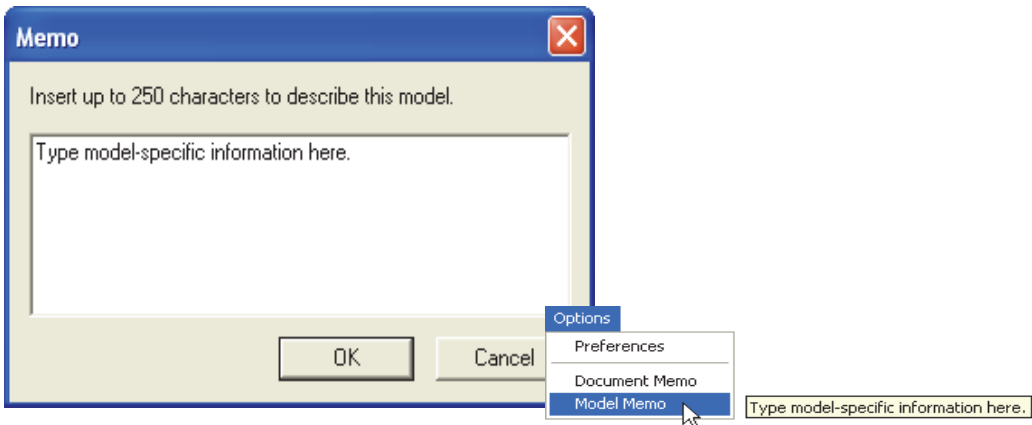 Memo
Insert up to 250 characters to describe this model.
Type model-specific information here.
OK
Cancel
Options
Preferences
Document Memo
Model Memo
Type model-specific information here.